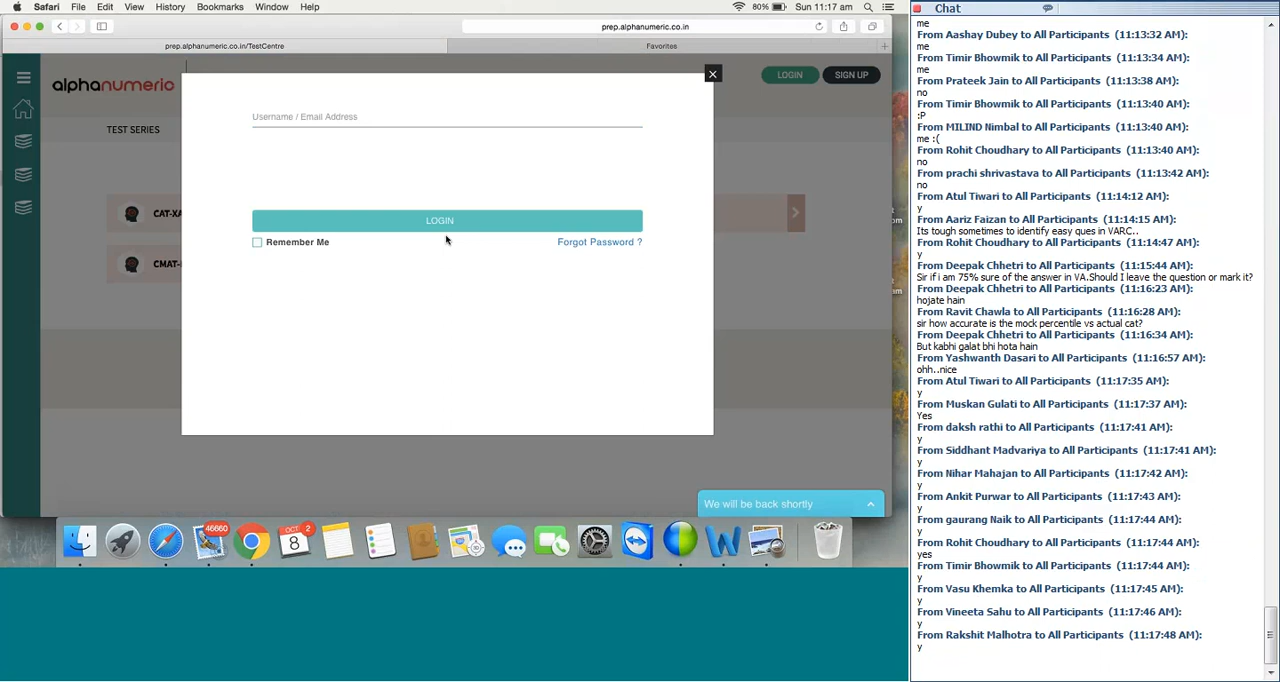 Safari File Edit View History Bookmarks Window Help
80% Sun 11:17 am
prep.alphanumeric.co.in
prep.alphanumeric.co.in/TestCentre
Favorites
alphanumeric
LOGIN
SIGN UP
TEST SERIES
Username / Email Address
CAT-XA
CMAT-
LOGIN
Remember Me
Forgot Password ?
We will be back shortly
46660
OCT 2
8
Chat
me
From Aashay Dubey to All Participants (11:13:32 AM):
me
From Timir Bhowmik to All Participants (11:13:34 AM):
me
From Prateek Jain to All Participants (11:13:38 AM):
no
From Timir Bhowmik to All Participants (11:13:40 AM):
:P
From MILIND Nimbal to All Participants (11:13:40 AM):
me :(
From Rohit Choudhary to All Participants (11:13:40 AM):
no
From prachi shrivastava to All Participants (11:13:42 AM):
no
From Atul Tiwari to All Participants (11:14:12 AM):
y
From Aariz Faizan to All Participants (11:14:15 AM):
Its tough sometimes to identify easy ques in VARC..
From Rohit Choudhary to All Participants (11:14:47 AM):
y
From Deepak Chhetri to All Participants (11:15:44 AM):
Sir if i am 75% sure of the answer in VA.Should I leave the question or mark it?
From Deepak Chhetri to All Participants (11:16:23 AM):
hojate hain
From Ravit Chawla to All Participants (11:16:28 AM):
sir how accurate is the mock percentile vs actual cat?
From Deepak Chhetri to All Participants (11:16:34 AM):
But kabhi galat bhi hota hain
From Yashwanth Dasari to All Participants (11:16:57 AM):
ohh..nice
From Atul Tiwari to All Participants (11:17:35 AM):
y
From Muskan Gulati to All Participants (11:17:37 AM):
Yes
From daksh rathi to All Participants (11:17:41 AM):
y
From Siddhant Madvariya to All Participants (11:17:41 AM):
y
From Nihar Mahajan to All Participants (11:17:42 AM):
y
From Ankit Purwar to All Participants (11:17:43 AM):
y
From gaurang Naik to All Participants (11:17:44 AM):
y
From Rohit Choudhary to All Participants (11:17:44 AM):
yes
From Timir Bhowmik to All Participants (11:17:44 AM):
y
From Vasu Khemka to All Participants (11:17:45 AM):
y
From Vineeta Sahu to All Participants (11:17:46 AM):
y
From Rakshit Malhotra to All Participants (11:17:48 AM):
y